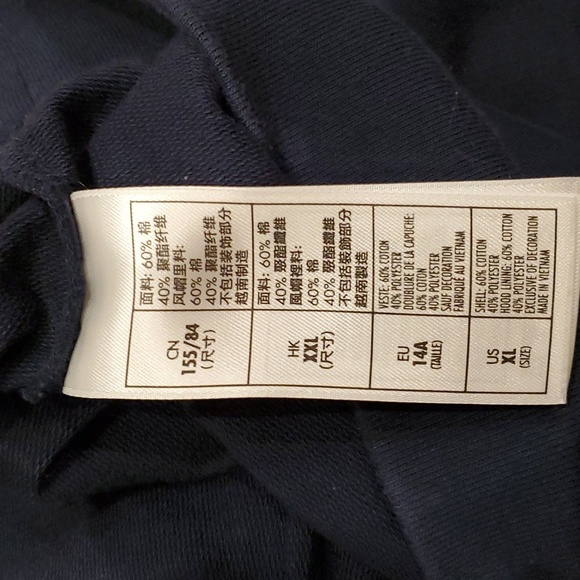 CN
155/84
(尺寸)
面料: 60% 棉
40% 聚酯纤维
风帽里料:
60% 棉
40% 聚酯纤维
不包括装饰部分
越南制造
HK
XXL
(尺寸)
面料: 60% 棉
40% 聚酯纖維
風帽裡料:
60% 棉
40% 聚酯纖維
不包括裝飾部分
越南製造
EU
14A
(TAILLE)
VESTE: 60% COTON
40% POLYESTER
DOUBLURE DE LA CAPUCHE:
60% COTON
40% POLYESTER
SAUF DÉCORATION
FABRIQUÉ AU VIETNAM
US
XL
(SIZE)
SHELL: 60% COTTON
40% POLYESTER
HOOD LINING: 60% COTTON
40% POLYESTER
EXCLUSIVE OF DECORATION
MADE IN VIETNAM